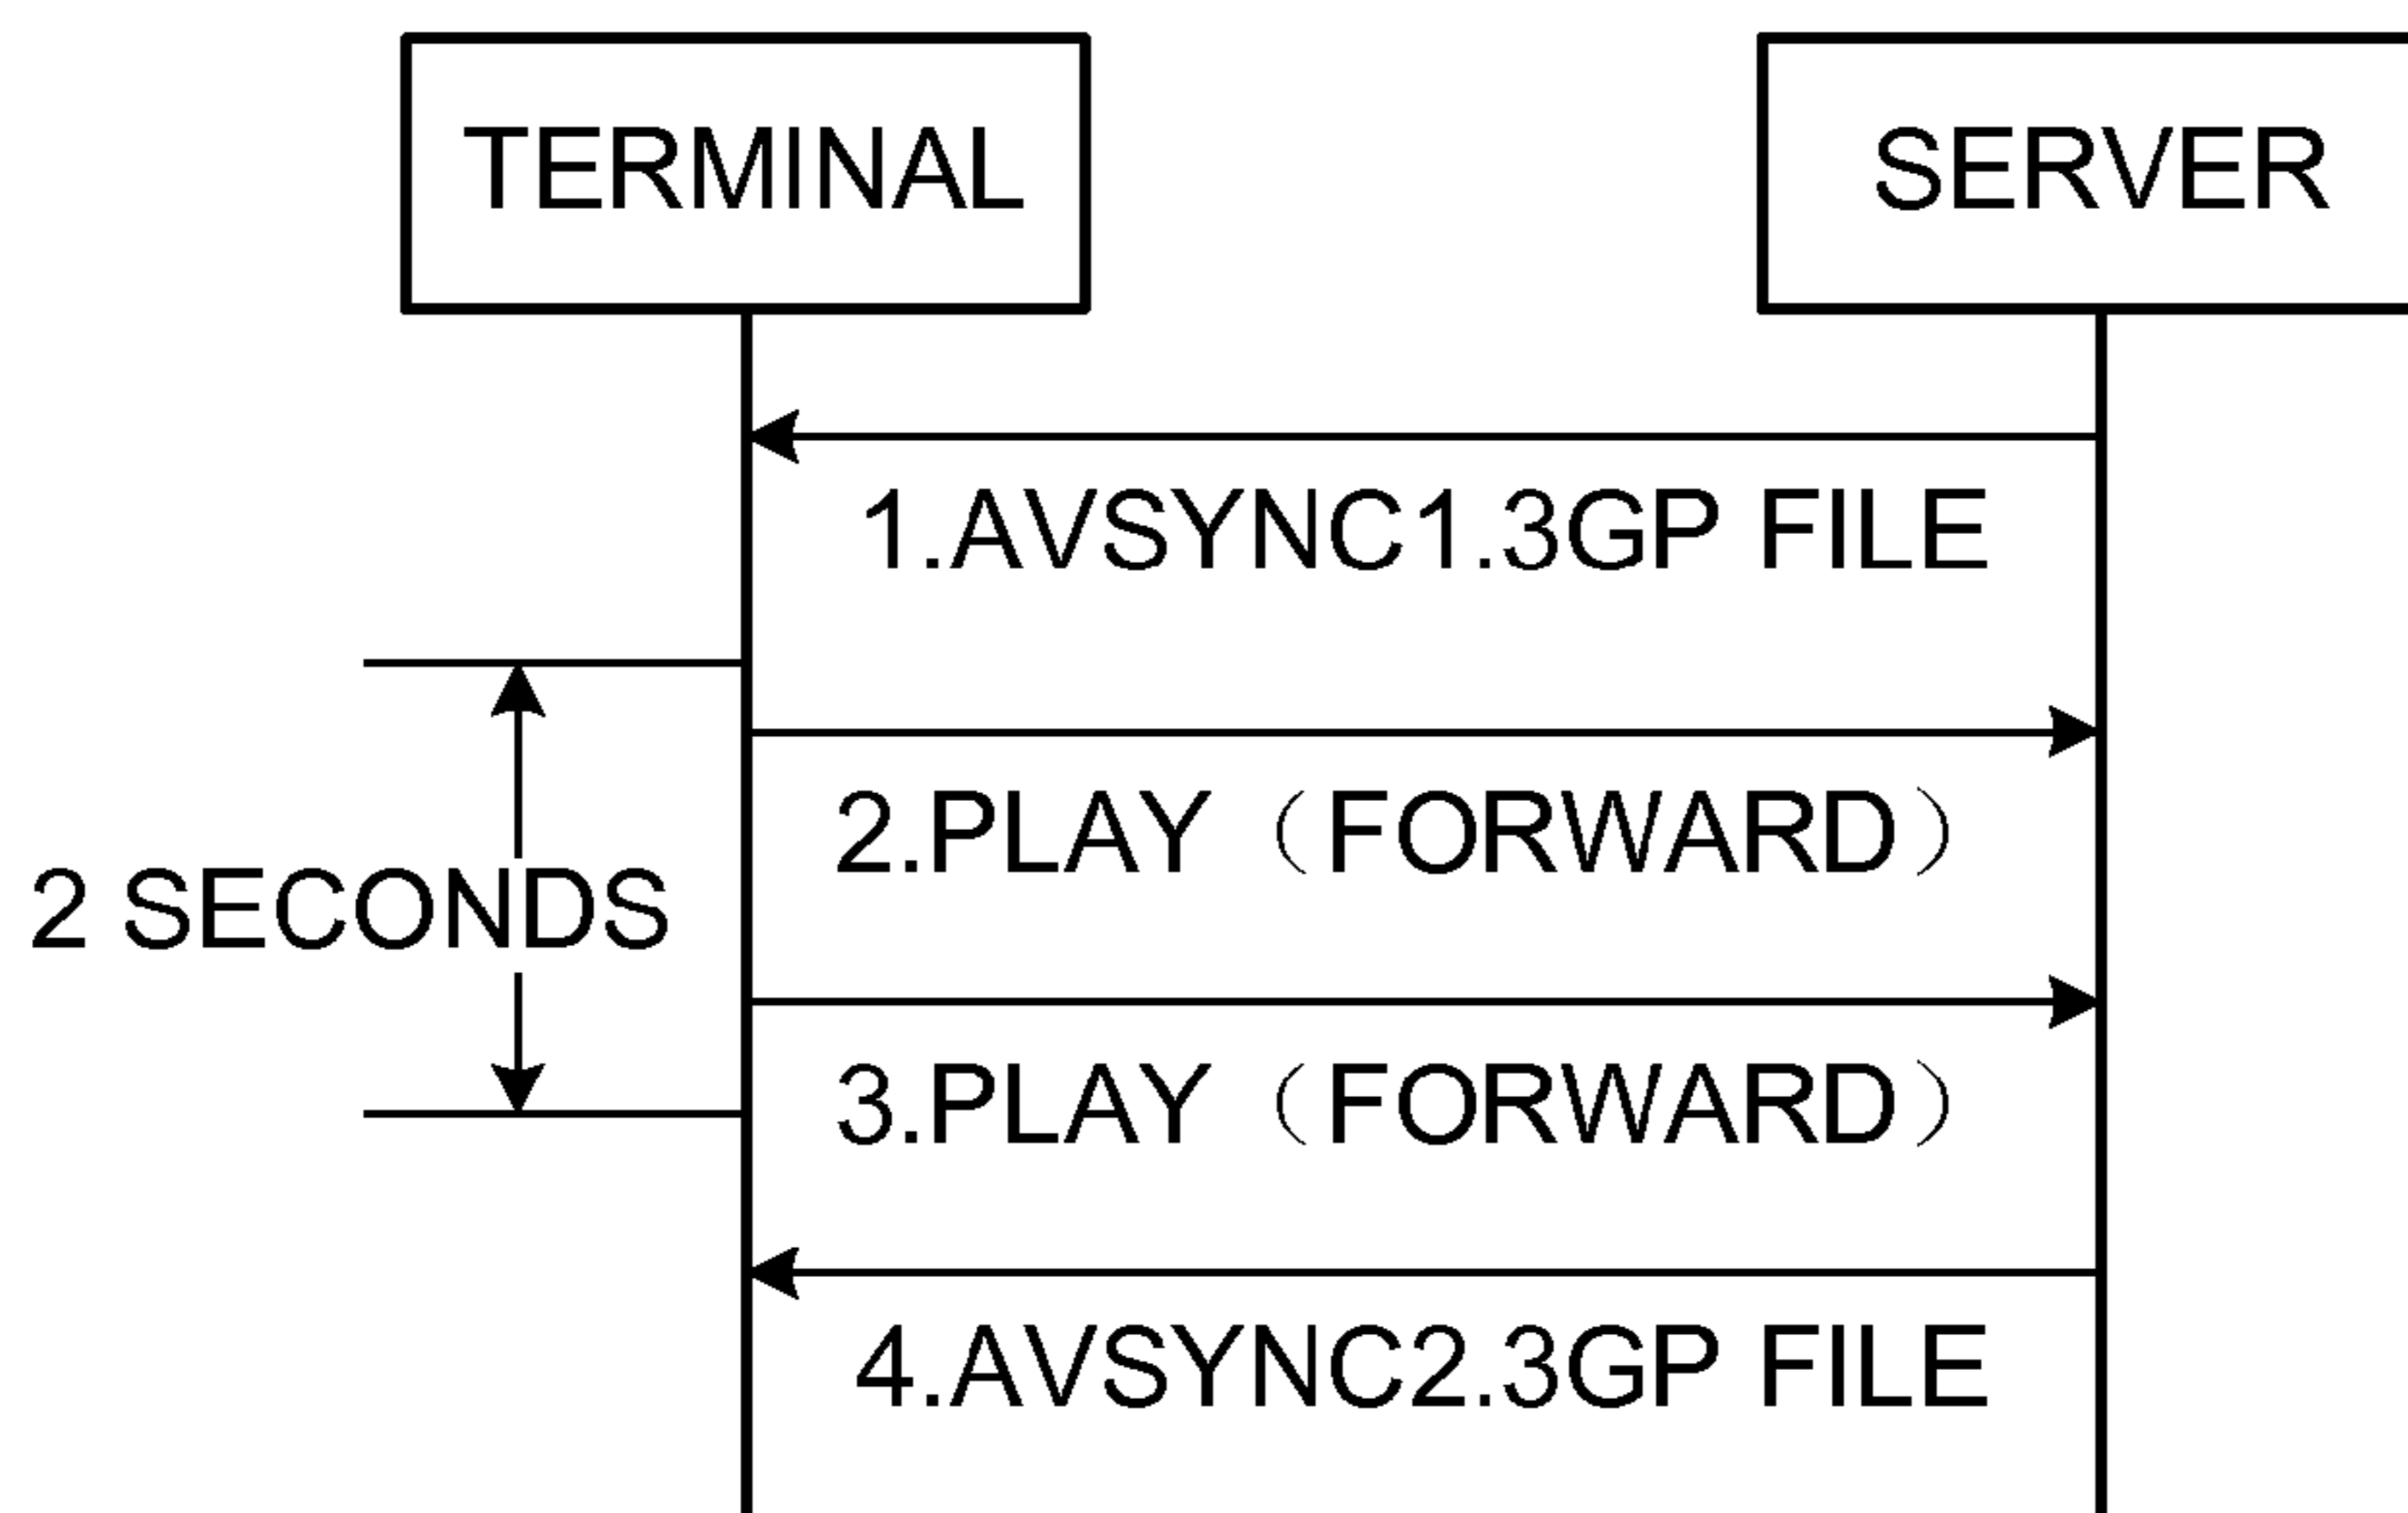 TERMINAL
SERVER
1.AVSYNC1.3GP FILE
2.PLAY（FORWARD）
2 SECONDS
3.PLAY（FORWARD）
4.AVSYNC2.3GP FILE